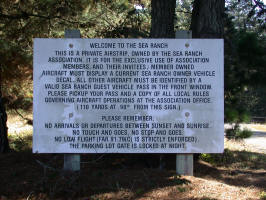 WELCOME TO THE SEA RANCH
THIS IS A PRIVATE AIRSTRIP, OWNED BY THE SEA RANCH
ASSOCIATION. IT IS FOR THE EXCLUSIVE USE OF ASSOCIATION
MEMBERS, AND THEIR INVITEES. MEMBER OWNED
AIRCRAFT MUST DISPLAY A CURRENT SEA RANCH OWNER VEHICLE
DECAL. ALL OTHER AIRCRAFT MUST BE IDENTIFIED BY A
VALID SEA RANCH GUEST VEHICLE PASS IN THE FRONT WINDOW.
PLEASE PICKUP YOUR PASS AND A COPY OF ALL LOCAL RULES
GOVERNING AIRCRAFT OPERATIONS AT THE ASSOCIATION OFFICE
(110 YARDS AT 90° FROM THIS SIGN.)
PLEASE REMEMBER:
NO ARRIVALS OR DEPARTURES BETWEEN SUNSET AND SUNRISE.
NO TOUCH AND GOES, NO STOP AND GOES.
NO LOW FLIGHT (FAR 91.79(C) IS STRICTLY ENFORCED)
THE PARKING LOT GATE IS LOCKED AT NIGHT.